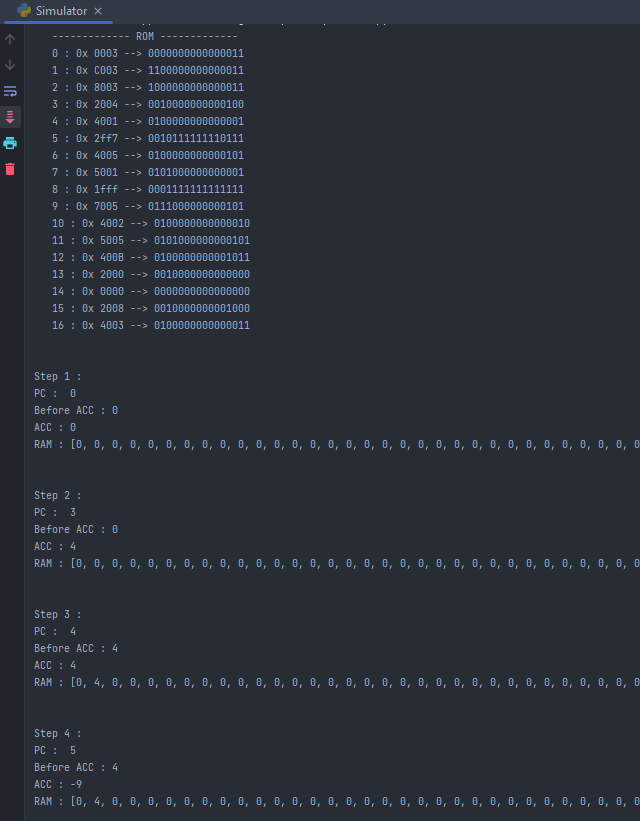 Simulator ×
------------- ROM -------------
0 : 0x 0003 --> 0000000000000011
1 : 0x C003 --> 1100000000000011
2 : 0x 8003 --> 1000000000000011
3 : 0x 2004 --> 0010000000000100
4 : 0x 4001 --> 0100000000000001
5 : 0x 2ff7 --> 0010111111110111
6 : 0x 4005 --> 0100000000000101
7 : 0x 5001 --> 0101000000000001
8 : 0x 1fff --> 0001111111111111
9 : 0x 7005 --> 0111000000000101
10 : 0x 4002 --> 0100000000000010
11 : 0x 5005 --> 0101000000000101
12 : 0x 400B --> 0100000000001011
13 : 0x 2000 --> 0010000000000000
14 : 0x 0000 --> 0000000000000000
15 : 0x 2008 --> 0010000000001000
16 : 0x 4003 --> 0100000000000011
Step 1 :
PC :  0
Before ACC : 0
ACC : 0
RAM : [0, 0, 0, 0, 0, 0, 0, 0, 0, 0, 0, 0, 0, 0, 0, 0, 0, 0, 0, 0, 0, 0, 0, 0, 0, 0, 0, 0, 0, 0, 0, 0
Step 2 :
PC :  3
Before ACC : 0
ACC : 4
RAM : [0, 0, 0, 0, 0, 0, 0, 0, 0, 0, 0, 0, 0, 0, 0, 0, 0, 0, 0, 0, 0, 0, 0, 0, 0, 0, 0, 0, 0, 0, 0, 0
Step 3 :
PC :  4
Before ACC : 4
ACC : 4
RAM : [0, 4, 0, 0, 0, 0, 0, 0, 0, 0, 0, 0, 0, 0, 0, 0, 0, 0, 0, 0, 0, 0, 0, 0, 0, 0, 0, 0, 0, 0, 0, 0
Step 4 :
PC :  5
Before ACC : 4
ACC : -9
RAM : [0, 4, 0, 0, 0, 0, 0, 0, 0, 0, 0, 0, 0, 0, 0, 0, 0, 0, 0, 0, 0, 0, 0, 0, 0, 0, 0, 0, 0, 0, 0, 0